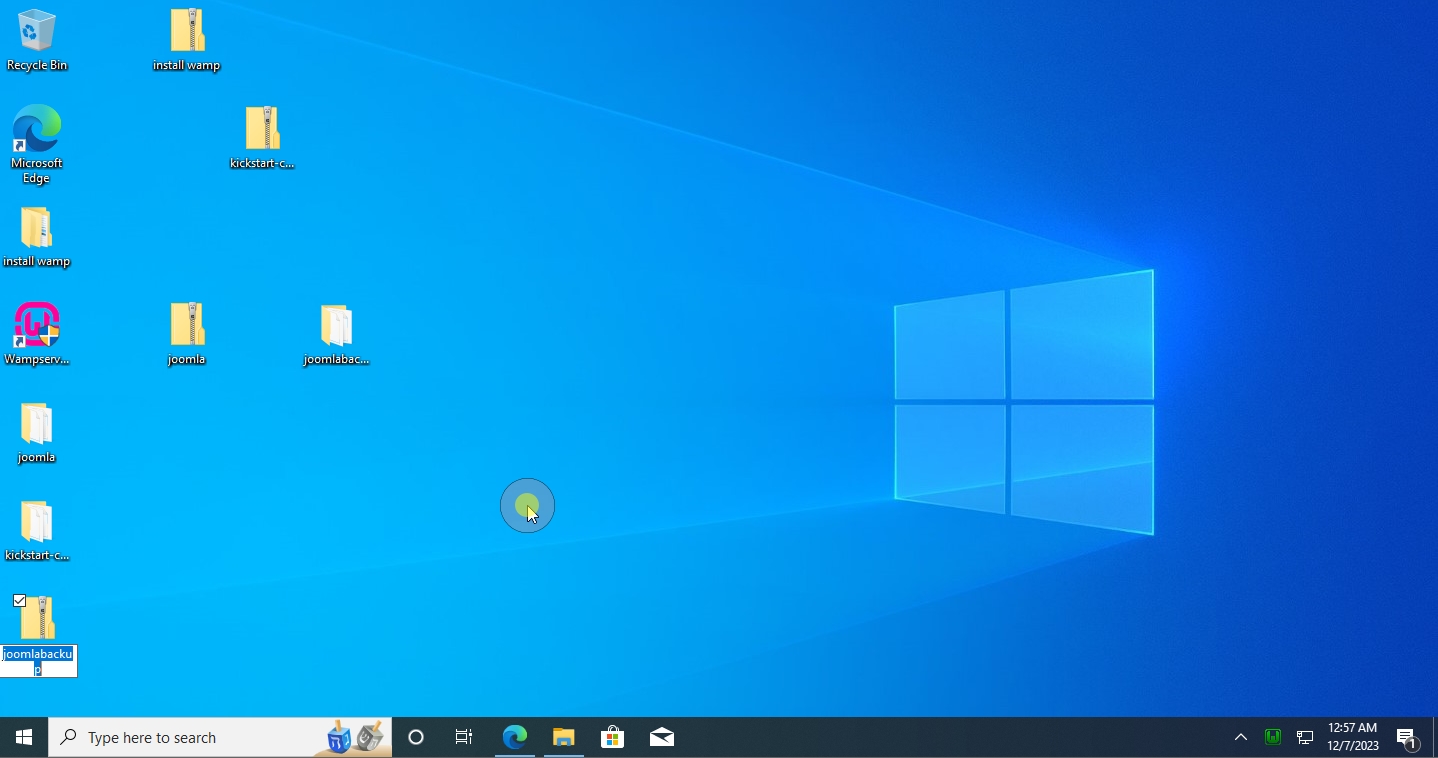 Recycle Bin
install wamp
Microsoft
Edge
kickstart-c...
install wamp
Wampserv...
joomla
joomlabac...
joomla
kickstart-c...
joomlabacku
p
Type here to search
12:57 AM
12/7/2023
1